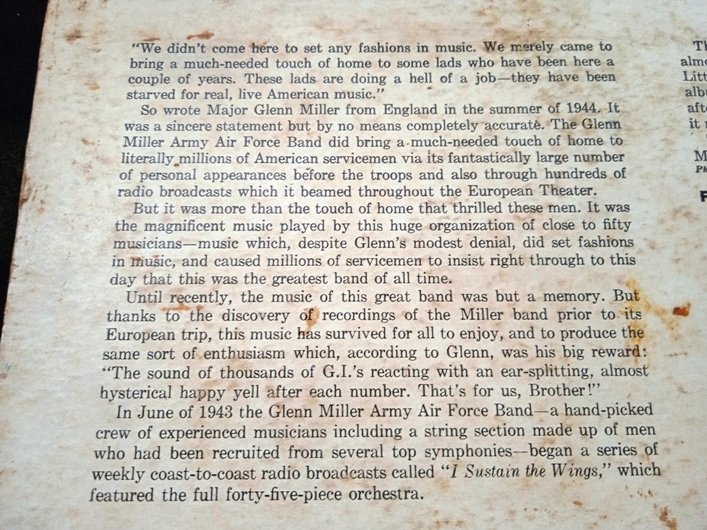 "We didn't come here to set any fashions in music. We merely came to
bring a much-needed touch of home to some lads who have been here a
couple of years. These lads are doing a hell of a job—they have been
starved for real, live American music."
So wrote Major Glenn Miller from England in the summer of 1944. It
was a sincere statement but by no means completely accurate. The Glenn
Miller Army Air Force Band did bring a much-needed touch of home to
literally millions of American servicemen via its fantastically large number
of personal appearances before the troops and also through hundreds of
radio broadcasts which it beamed throughout the European Theater.
But it was more than the touch of home that thrilled these men. It was
the magnificent music played by this huge organization of close to fifty
musicians—music which, despite Glenn's modest denial, did set fashions
in music, and caused millions of servicemen to insist right through to this
day that this was the greatest band of all time.
Until recently, the music of this great band was but a memory. But
thanks to the discovery of recordings of the Miller band prior to its
European trip, this music has survived for all to enjoy, and to produce the
same sort of enthusiasm which, according to Glenn, was his big reward:
"The sound of thousands of G.I.'s reacting with an ear-splitting, almost
hysterical happy yell after each number. That's for us, Brother!"
In June of 1943 the Glenn Miller Army Air Force Band—a hand-picked
crew of experienced musicians including a string section made up of men
who had been recruited from several top symphonies—began a series of
weekly coast-to-coast radio broadcasts called "I Sustain the Wings," which
featured the full forty-five-piece orchestra.